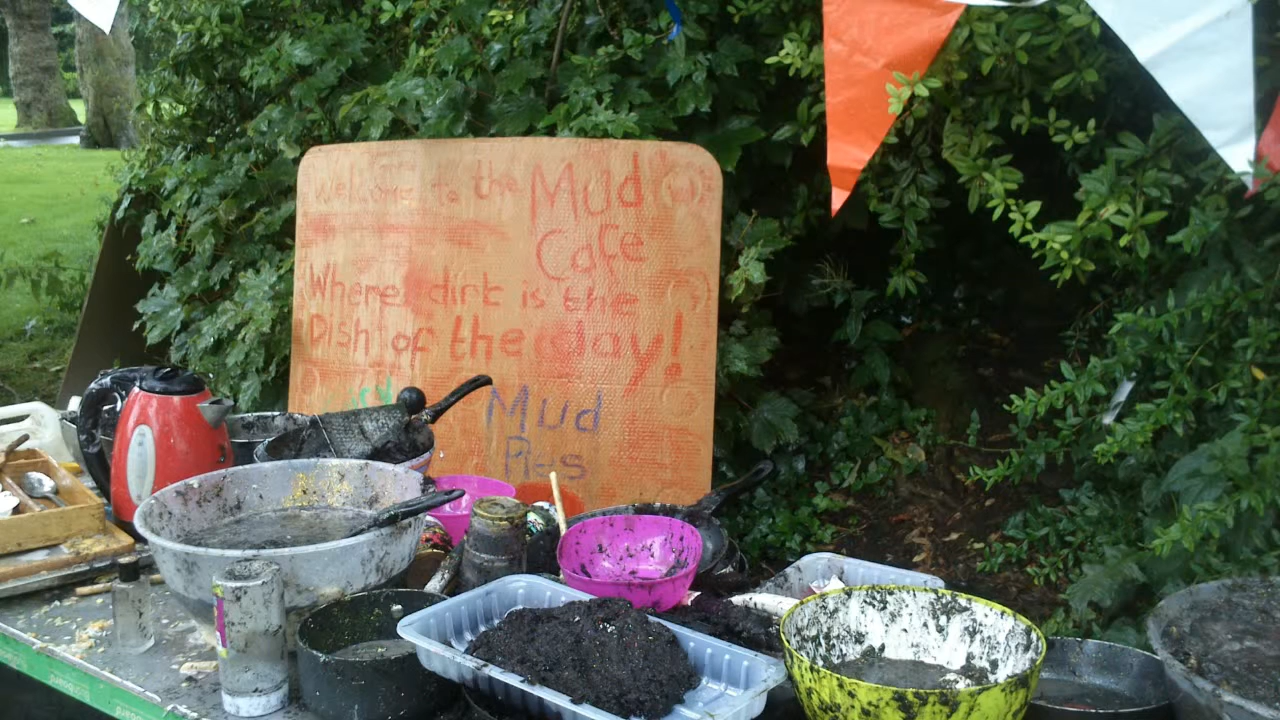 Welcome to the Mud
Cafe
Where dirt is the
Dish of the day!
Mud
Pies